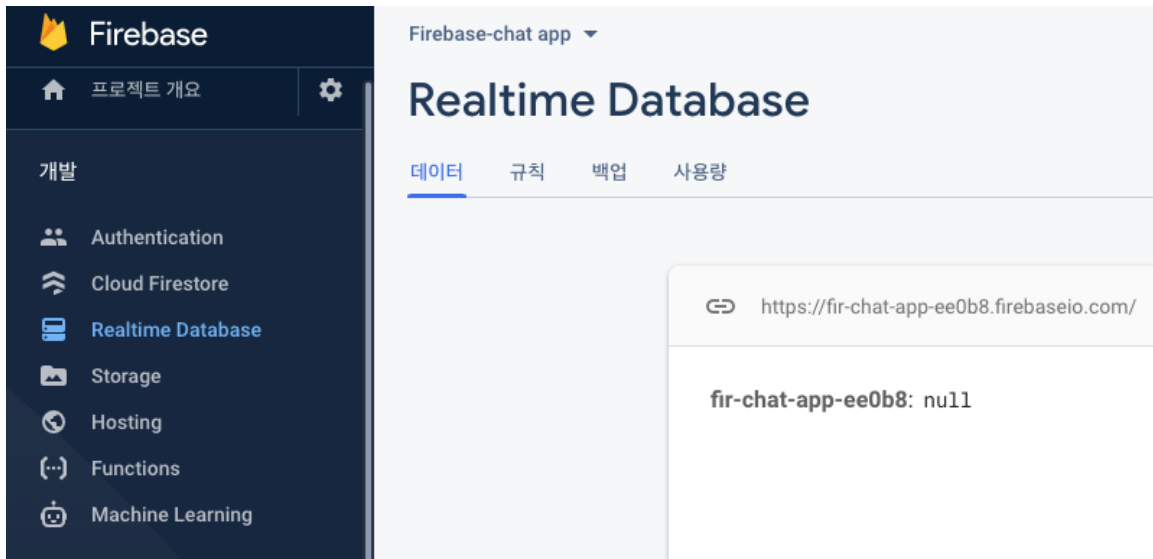 Firebase
프로젝트 개요
개발
Authentication
Cloud Firestore
Realtime Database
Storage
Hosting
Functions
Machine Learning
Firebase-chat app
Realtime Database
데이터 규칙 백업 사용량
https://fir-chat-app-ee0b8.firebaseio.com/
fir-chat-app-ee0b8: null